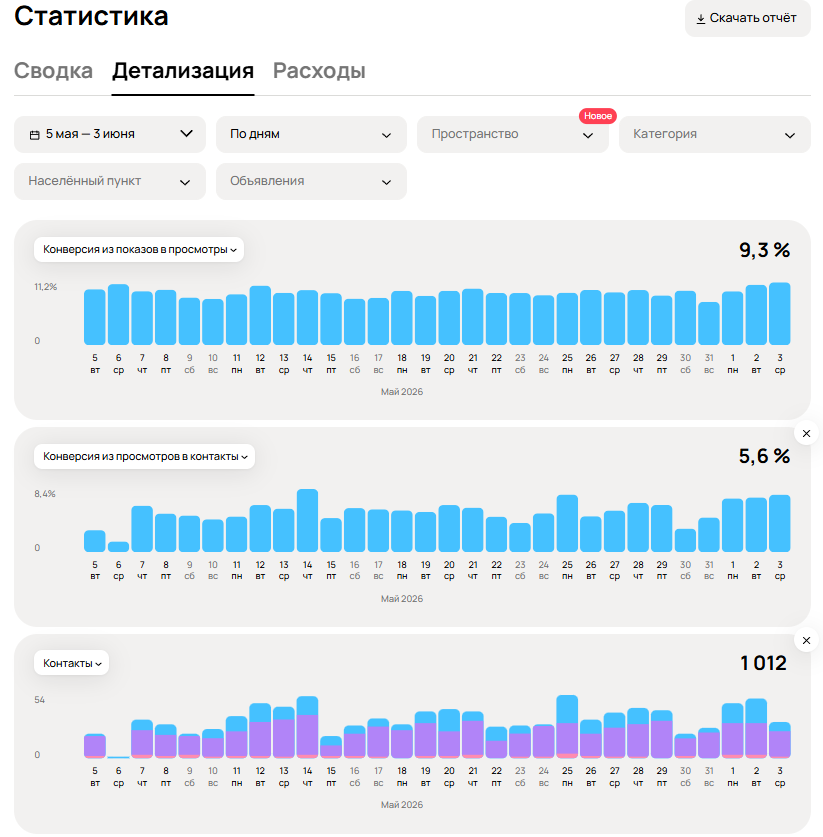 Статистика
Скачать отчёт
Сводка Детализация Расходы
Новое
5 мая — 3 июня По дням Пространство Категория
Населённый пункт Объявления
Конверсия из показов в просмотры 9,3 %
11,2%
0
5 6 7 8 9 10 11 12 13 14 15 16 17 18 19 20 21 22 23 24 25 26 27 28 29 30 31 1 2 3
вт ср чт пт сб вс пн вт ср чт пт сб вс пн вт ср чт пт сб вс пн вт ср чт пт сб вс пн вт ср
Май 2026
Конверсия из просмотров в контакты 5,6 %
8,4%
0
5 6 7 8 9 10 11 12 13 14 15 16 17 18 19 20 21 22 23 24 25 26 27 28 29 30 31 1 2 3
вт ср чт пт сб вс пн вт ср чт пт сб вс пн вт ср чт пт сб вс пн вт ср чт пт сб вс пн вт ср
Май 2026
Контакты 1 012
54
0
5 6 7 8 9 10 11 12 13 14 15 16 17 18 19 20 21 22 23 24 25 26 27 28 29 30 31 1 2 3
вт ср чт пт сб вс пн вт ср чт пт сб вс пн вт ср чт пт сб вс пн вт ср чт пт сб вс пн вт ср
Май 2026